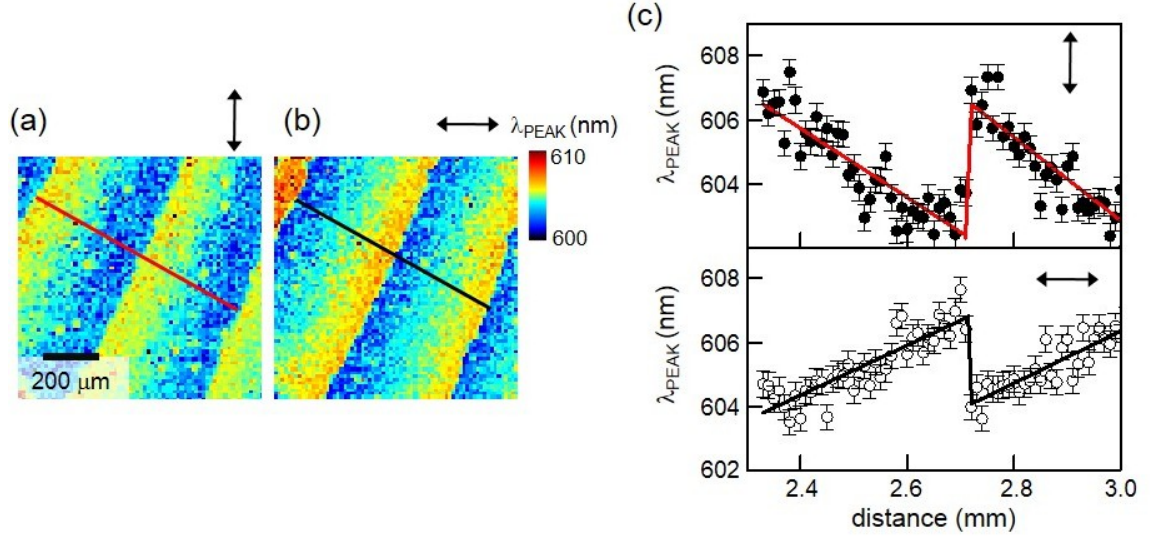 (a)
(b)
λPEAK (nm)
610
600
200 μm
(c)
608
606
604
λPEAK (nm)
608
606
604
602
λPEAK (nm)
2.4 2.6 2.8 3.0
distance (mm)